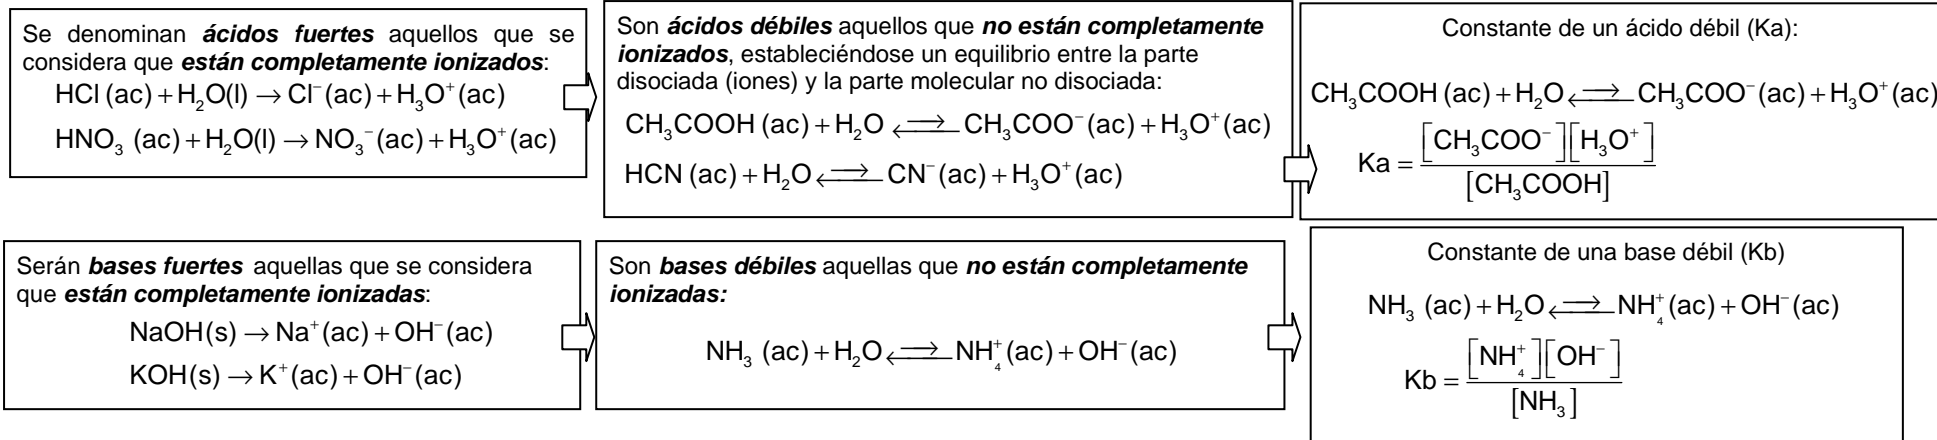 Se denominan ácidos fuertes aquellos que se
considera que están completamente ionizados:
HCl (ac) + H₂O(l) → Cl⁻(ac) + H₃O⁺(ac)
HNO₃ (ac) + H₂O(l) → NO₃⁻(ac) + H₃O⁺(ac)
Son ácidos débiles aquellos que no están completamente
ionizados, estableciéndose un equilibrio entre la parte
disociada (iones) y la parte molecular no disociada:
CH₃COOH (ac) + H₂O ⇄ CH₃COO⁻(ac) + H₃O⁺(ac)
HCN (ac) + H₂O ⇄ CN⁻(ac) + H₃O⁺(ac)
Constante de un ácido débil (Ka):
CH₃COOH (ac) + H₂O ⇄ CH₃COO⁻(ac) + H₃O⁺(ac)
Ka = [CH₃COO⁻][H₃O⁺] / [CH₃COOH]
Serán bases fuertes aquellas que se considera
que están completamente ionizadas:
NaOH(s) → Na⁺(ac) + OH⁻(ac)
KOH(s) → K⁺(ac) + OH⁻(ac)
Son bases débiles aquellas que no están completamente
ionizadas:
NH₃ (ac) + H₂O ⇄ NH₄⁺(ac) + OH⁻(ac)
Constante de una base débil (Kb)
NH₃ (ac) + H₂O ⇄ NH₄⁺(ac) + OH⁻(ac)
Kb = [NH₄⁺][OH⁻] / [NH₃]